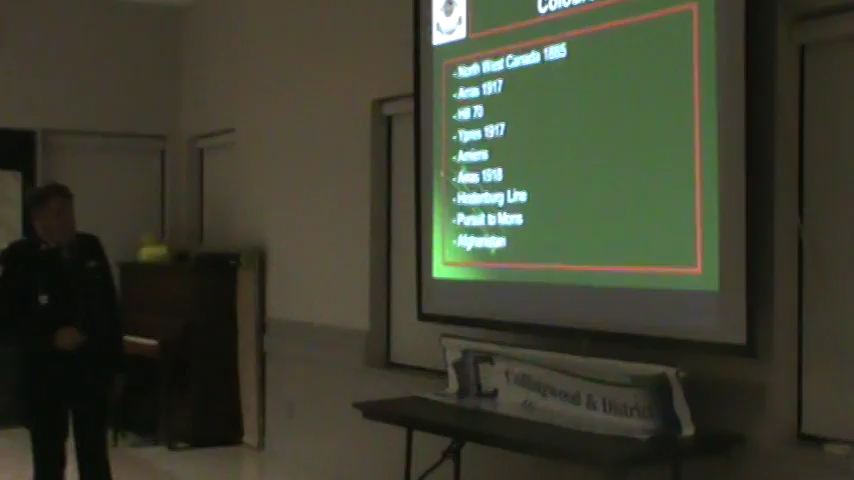 Colours
- North West Canada 1885
- Arras 1917
- Hill 70
- Ypres 1917
- Amiens
- Arras 1918
- Hindenburg Line
- Pursuit to Mons
- Afghanistan
Collingwood & District